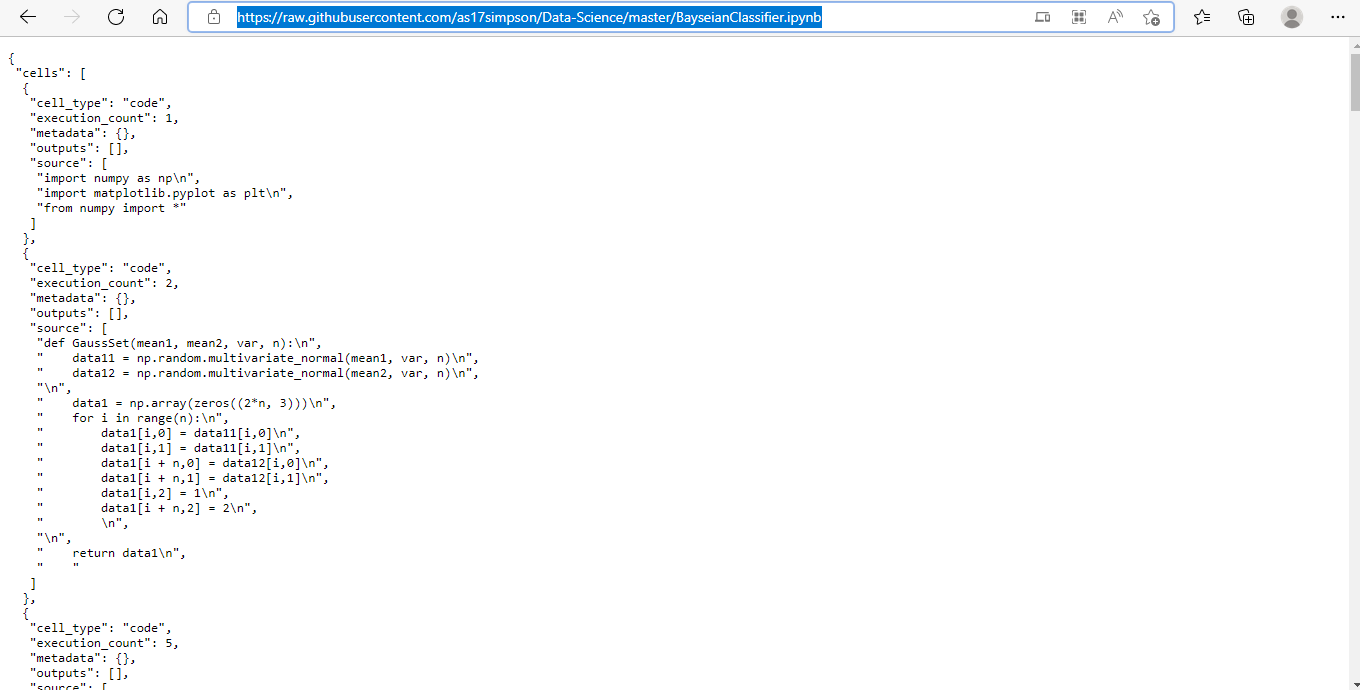 https://raw.githubusercontent.com/as17simpson/Data-Science/master/BayseianClassifier.ipynb
{
 "cells": [
  {
   "cell_type": "code",
   "execution_count": 1,
   "metadata": {},
   "outputs": [],
   "source": [
    "import numpy as np\n",
    "import matplotlib.pyplot as plt\n",
    "from numpy import *"
   ]
  },
  {
   "cell_type": "code",
   "execution_count": 2,
   "metadata": {},
   "outputs": [],
   "source": [
    "def GaussSet(mean1, mean2, var, n):\n",
    "    data11 = np.random.multivariate_normal(mean1, var, n)\n",
    "    data12 = np.random.multivariate_normal(mean2, var, n)\n",
    "\n",
    "    data1 = np.array(zeros((2*n, 3)))\n",
    "    for i in range(n):\n",
    "        data1[i,0] = data11[i,0]\n",
    "        data1[i,1] = data11[i,1]\n",
    "        data1[i + n,0] = data12[i,0]\n",
    "        data1[i + n,1] = data12[i,1]\n",
    "        data1[i,2] = 1\n",
    "        data1[i + n,2] = 2\n",
    "        \n",
    "\n",
    "    return data1\n",
    "    "
   ]
  },
  {
   "cell_type": "code",
   "execution_count": 5,
   "metadata": {},
   "outputs": [],
   "source": [